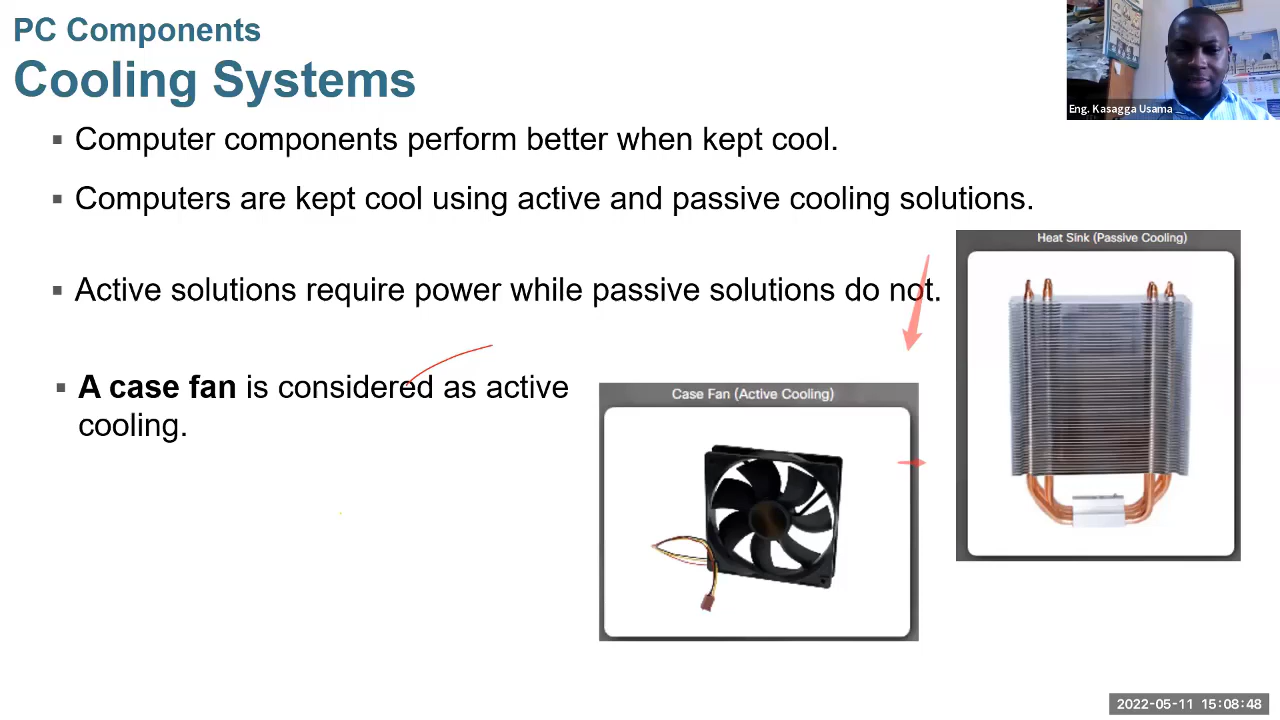 PC Components
Cooling Systems
Eng. Kasagga Usama
▪ Computer components perform better when kept cool.
▪ Computers are kept cool using active and passive cooling solutions.
Heat Sink (Passive Cooling)
▪ Active solutions require power while passive solutions do not.
▪ A case fan is considered as active
cooling.
Case Fan (Active Cooling)
2022-05-11 15:08:48